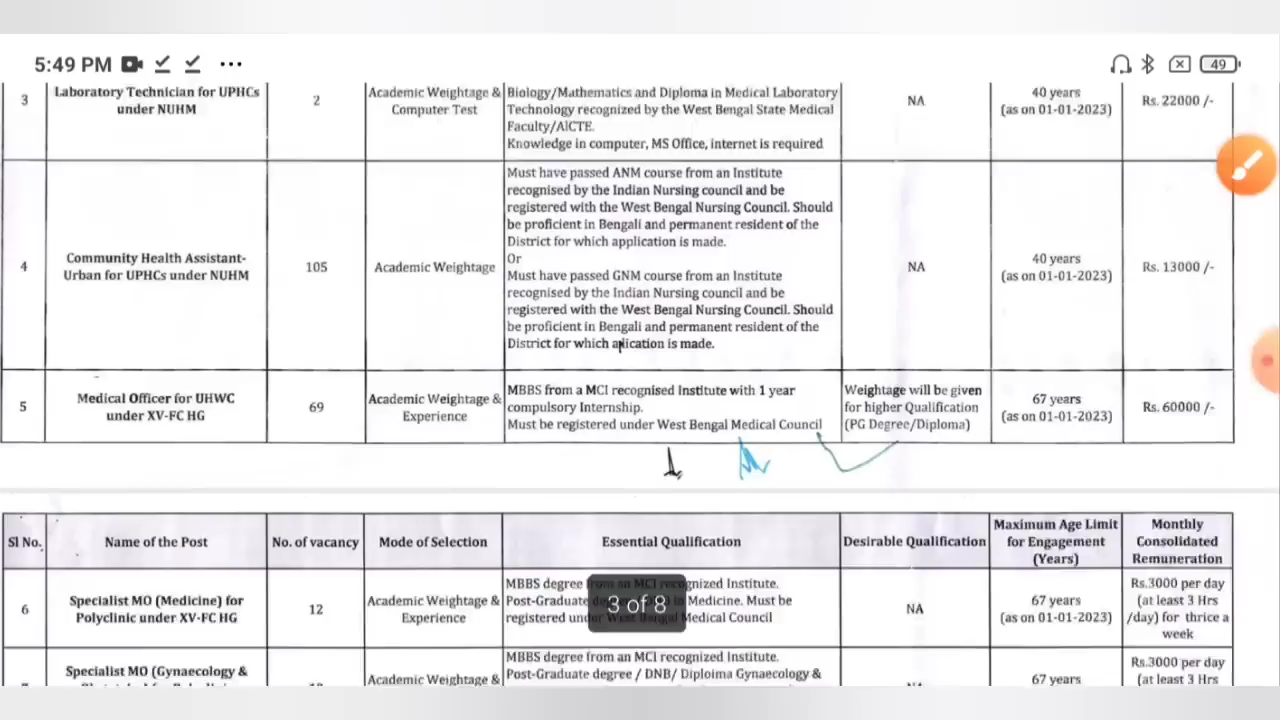 5:49 PM
49
3
Laboratory Technician for UPHCs
under NUHM
2
Academic Weightage &
Computer Test
Biology/Mathematics and Diploma in Medical Laboratory
Technology recognized by the West Bengal State Medical
Faculty/AICTE.
Knowledge in computer, MS Office, internet is required
NA
40 years
(as on 01-01-2023)
Rs. 22000 /-
4
Community Health Assistant-
Urban for UPHCs under NUHM
105
Academic Weightage
Must have passed ANM course from an Institute
recognised by the Indian Nursing council and be
registered with the West Bengal Nursing Council. Should
be proficient in Bengali and permanent resident of the
District for which application is made.
Or
Must have passed GNM course from an Institute
recognised by the Indian Nursing council and be
registered with the West Bengal Nursing Council. Should
be proficient in Bengali and permanent resident of the
District for which aplication is made.
NA
40 years
(as on 01-01-2023)
Rs. 13000 /-
5
Medical Officer for UHWC
under XV-FC HG
69
Academic Weightage &
Experience
MBBS from a MCI recognised Institute with 1 year
compulsory Internship.
Must be registered under West Bengal Medical Council
Weightage will be given
for higher Qualification
(PG Degree/Diploma)
67 years
(as on 01-01-2023)
Rs. 60000 /-
Sl No.
Name of the Post
No. of vacancy
Mode of Selection
Essential Qualification
Desirable Qualification
Maximum Age Limit
for Engagement
(Years)
Monthly
Consolidated
Remuneration
6
Specialist MO (Medicine) for
Polyclinic under XV-FC HG
12
Academic Weightage &
Experience
MBBS degree from an MCI recognized Institute.
Post-Graduate in Medicine. Must be
registered under West Bengal Medical Council
3 of 8
NA
67 years
(as on 01-01-2023)
Rs.3000 per day
(at least 3 Hrs
/day) for thrice a
week
Specialist MO (Gynaecology &
Academic Weightage &
MBBS degree from an MCI recognized Institute.
Post-Graduate degree / DNB/ Diploima Gynaecology &
67 years
Rs.3000 per day
(at least 3 Hrs